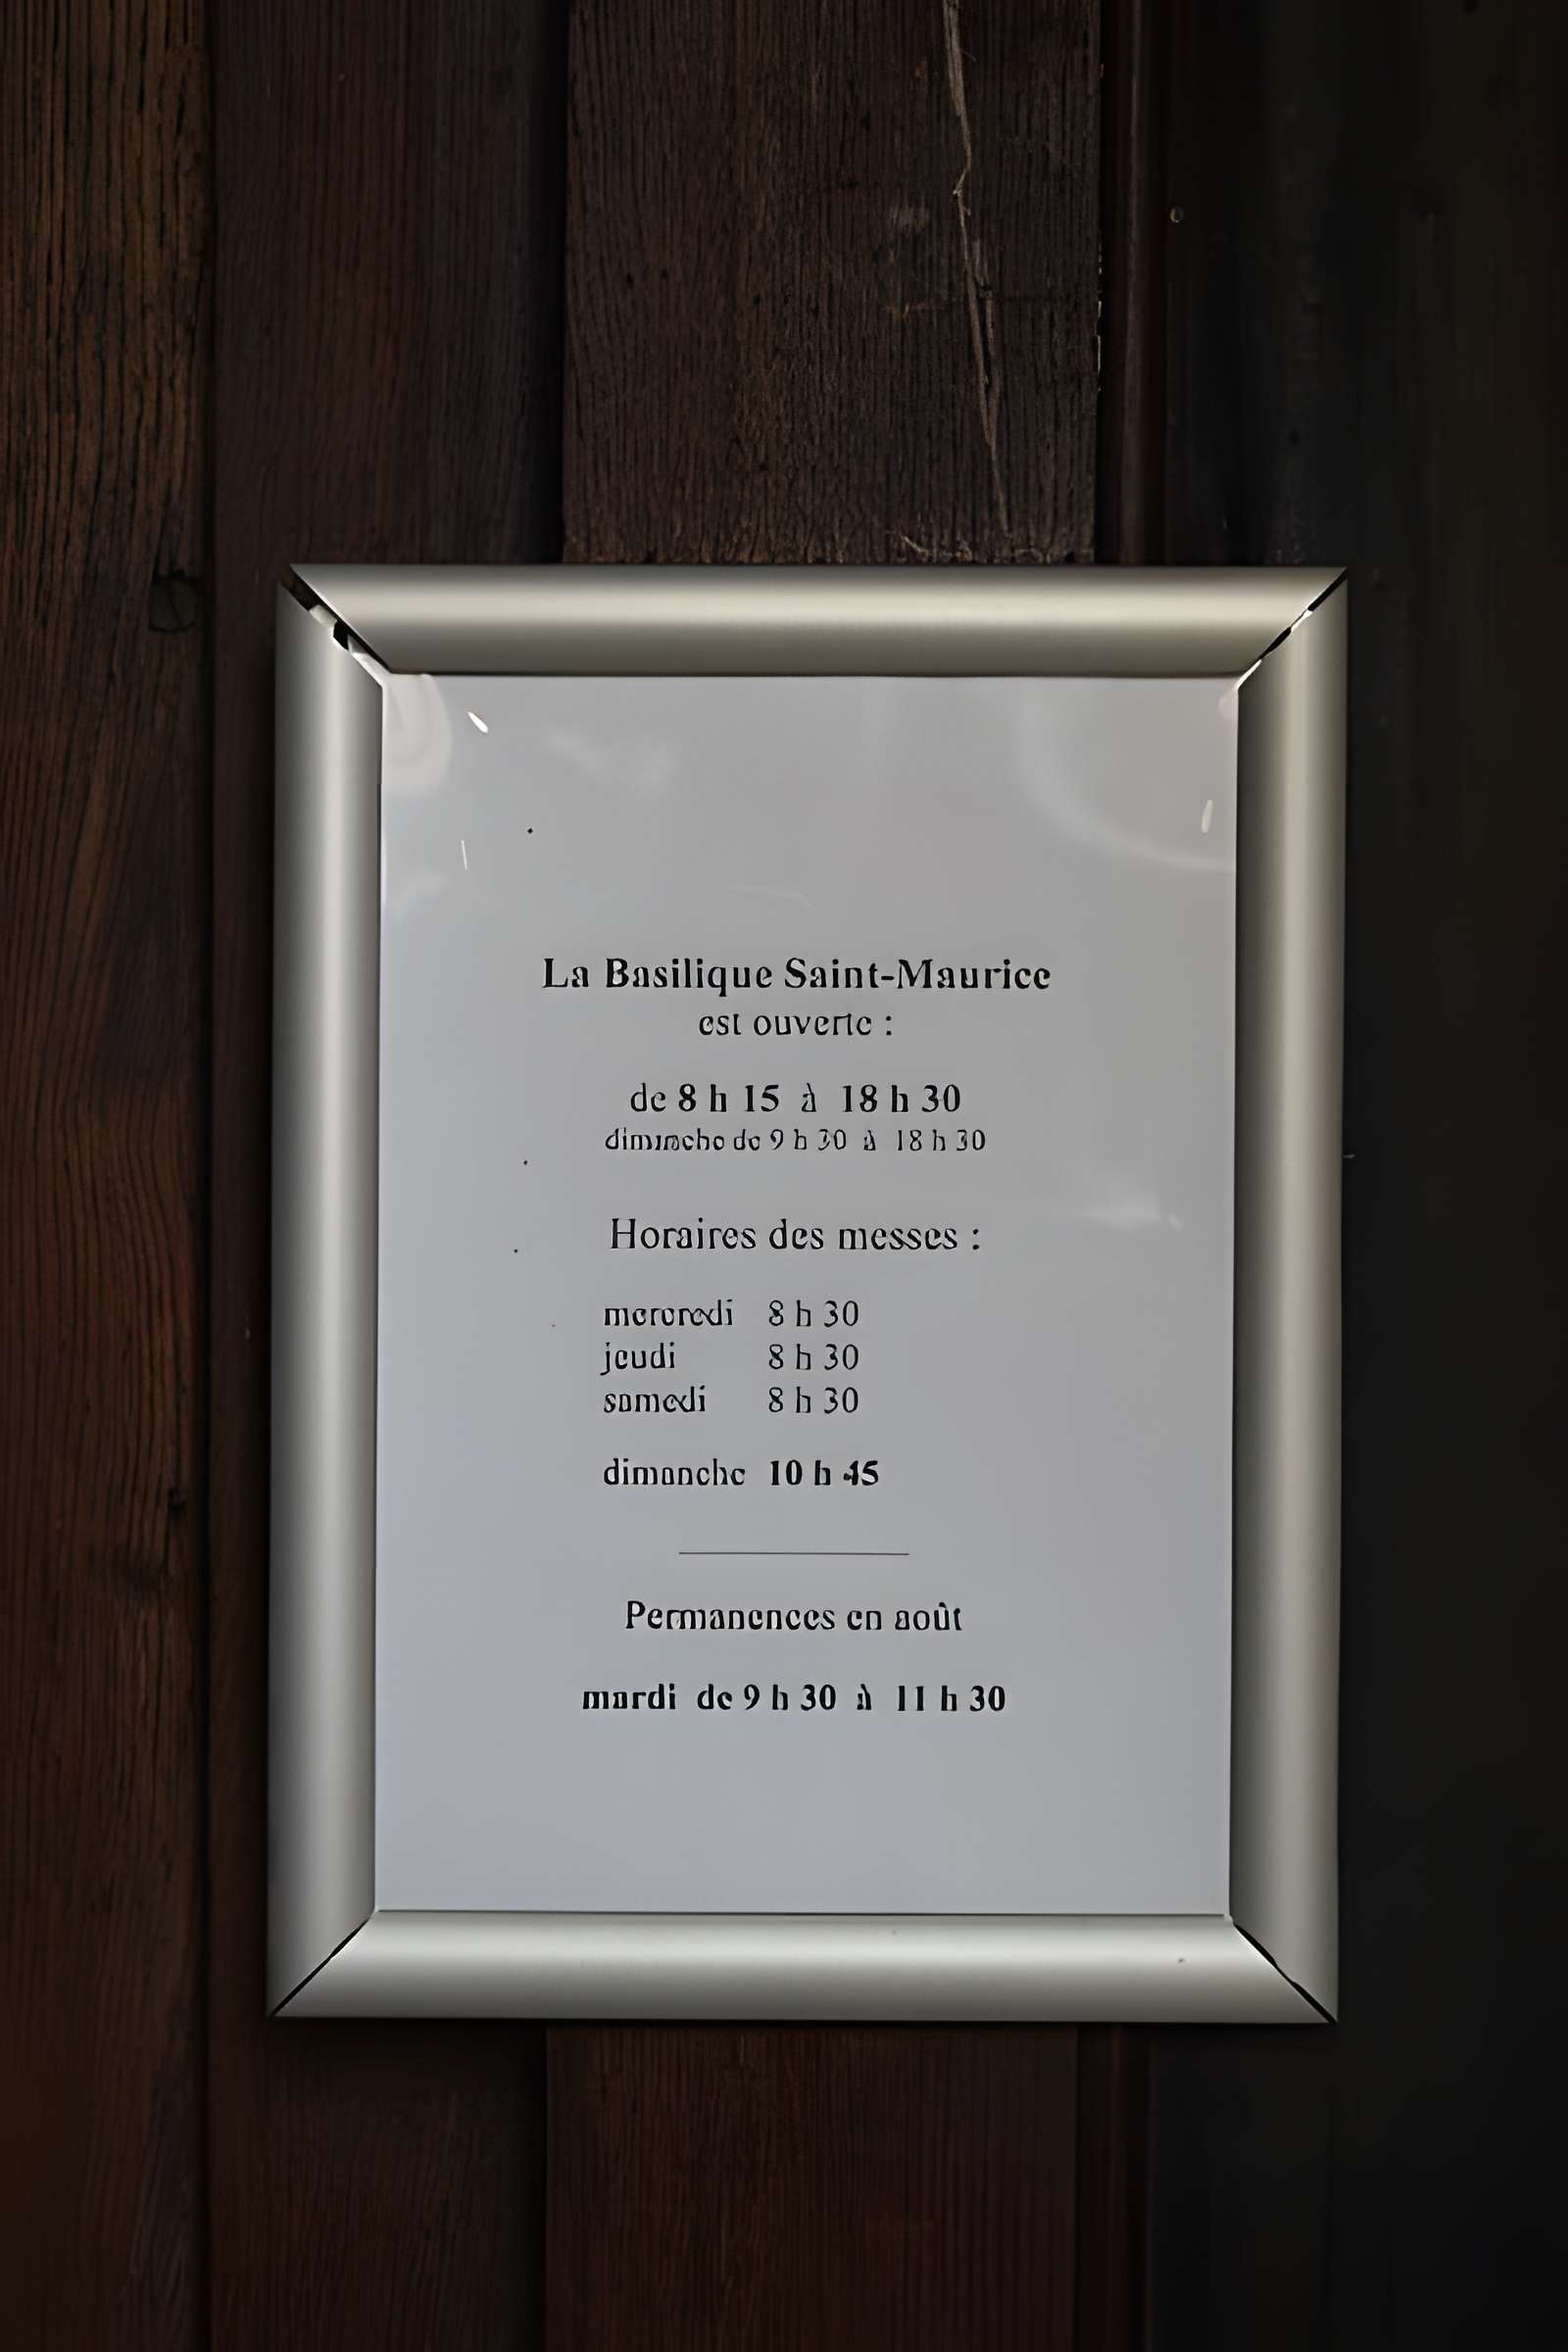 La Basilique Saint-Maurice
est ouverte :
de 8 h 15 à 18 h 30
dimanche de 9 h 30 à 18 h 30
Horaires des messes :
mercredi 8 h 30
jeudi 8 h 30
samedi 8 h 30
dimanche 10 h 45
Permanences en août
mardi de 9 h 30 à 11 h 30